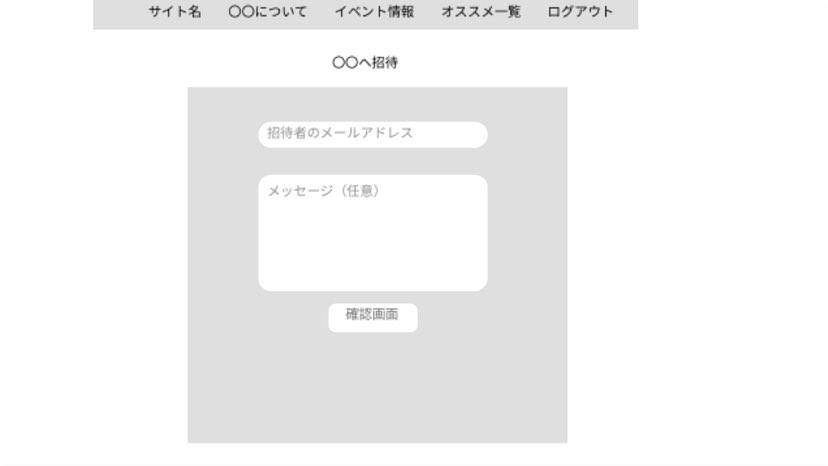 サイト名 〇〇について イベント情報 オススメ一覧 ログアウト
〇〇へ招待
招待者のメールアドレス
メッセージ（任意）
確認画面